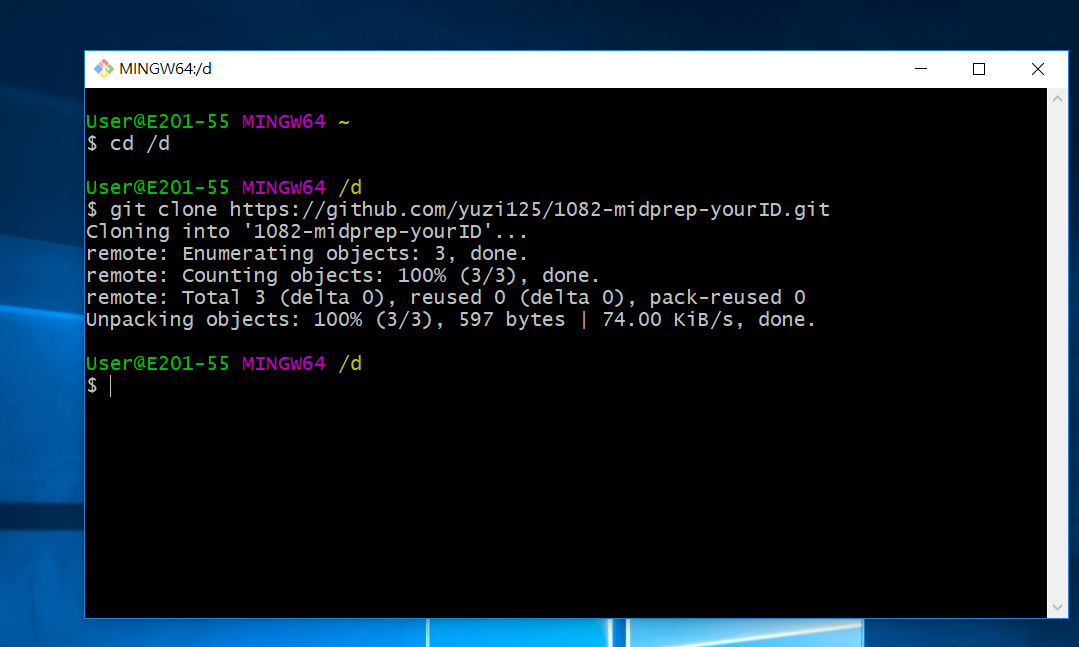 MINGW64:/d
User@E201-55 MINGW64 ~
$ cd /d
User@E201-55 MINGW64 /d
$ git clone https://github.com/yuzi125/1082-midprep-yourID.git
Cloning into '1082-midprep-yourID'...
remote: Enumerating objects: 3, done.
remote: Counting objects: 100% (3/3), done.
remote: Total 3 (delta 0), reused 0 (delta 0), pack-reused 0
Unpacking objects: 100% (3/3), 597 bytes | 74.00 KiB/s, done.
User@E201-55 MINGW64 /d
$